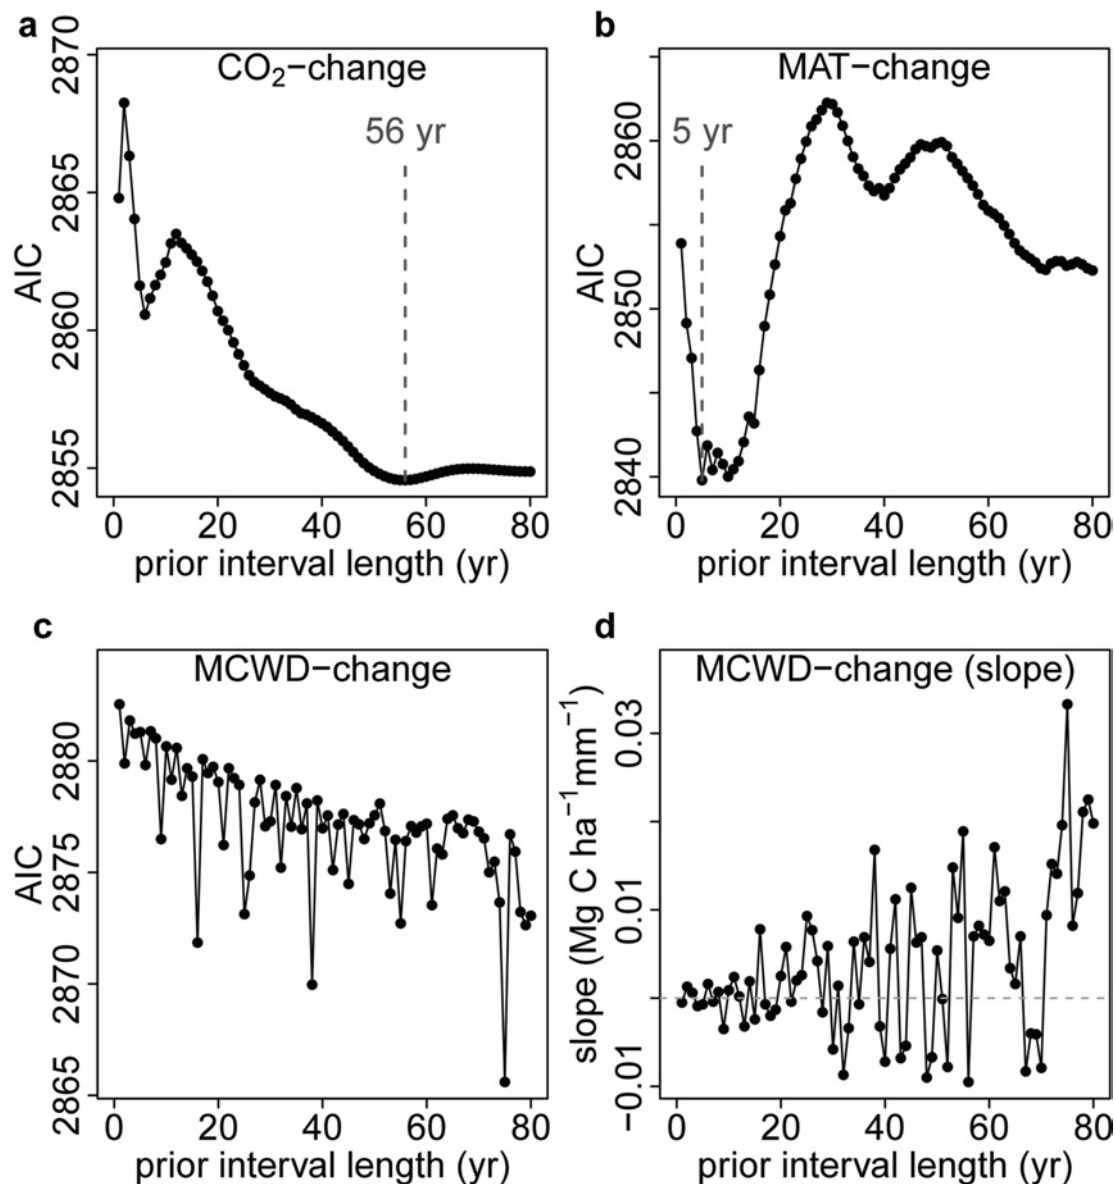 a
CO₂−change
56 yr
AIC
2870
2865
2860
2855
0 20 40 60 80
prior interval length (yr)
b
MAT−change
5 yr
AIC
2860
2850
2840
0 20 40 60 80
prior interval length (yr)
c
MCWD−change
AIC
2880
2875
2870
2865
0 20 40 60 80
prior interval length (yr)
d
MCWD−change (slope)
slope (Mg C ha⁻¹mm⁻¹)
0.03
0.01
−0.01
0 20 40 60 80
prior interval length (yr)